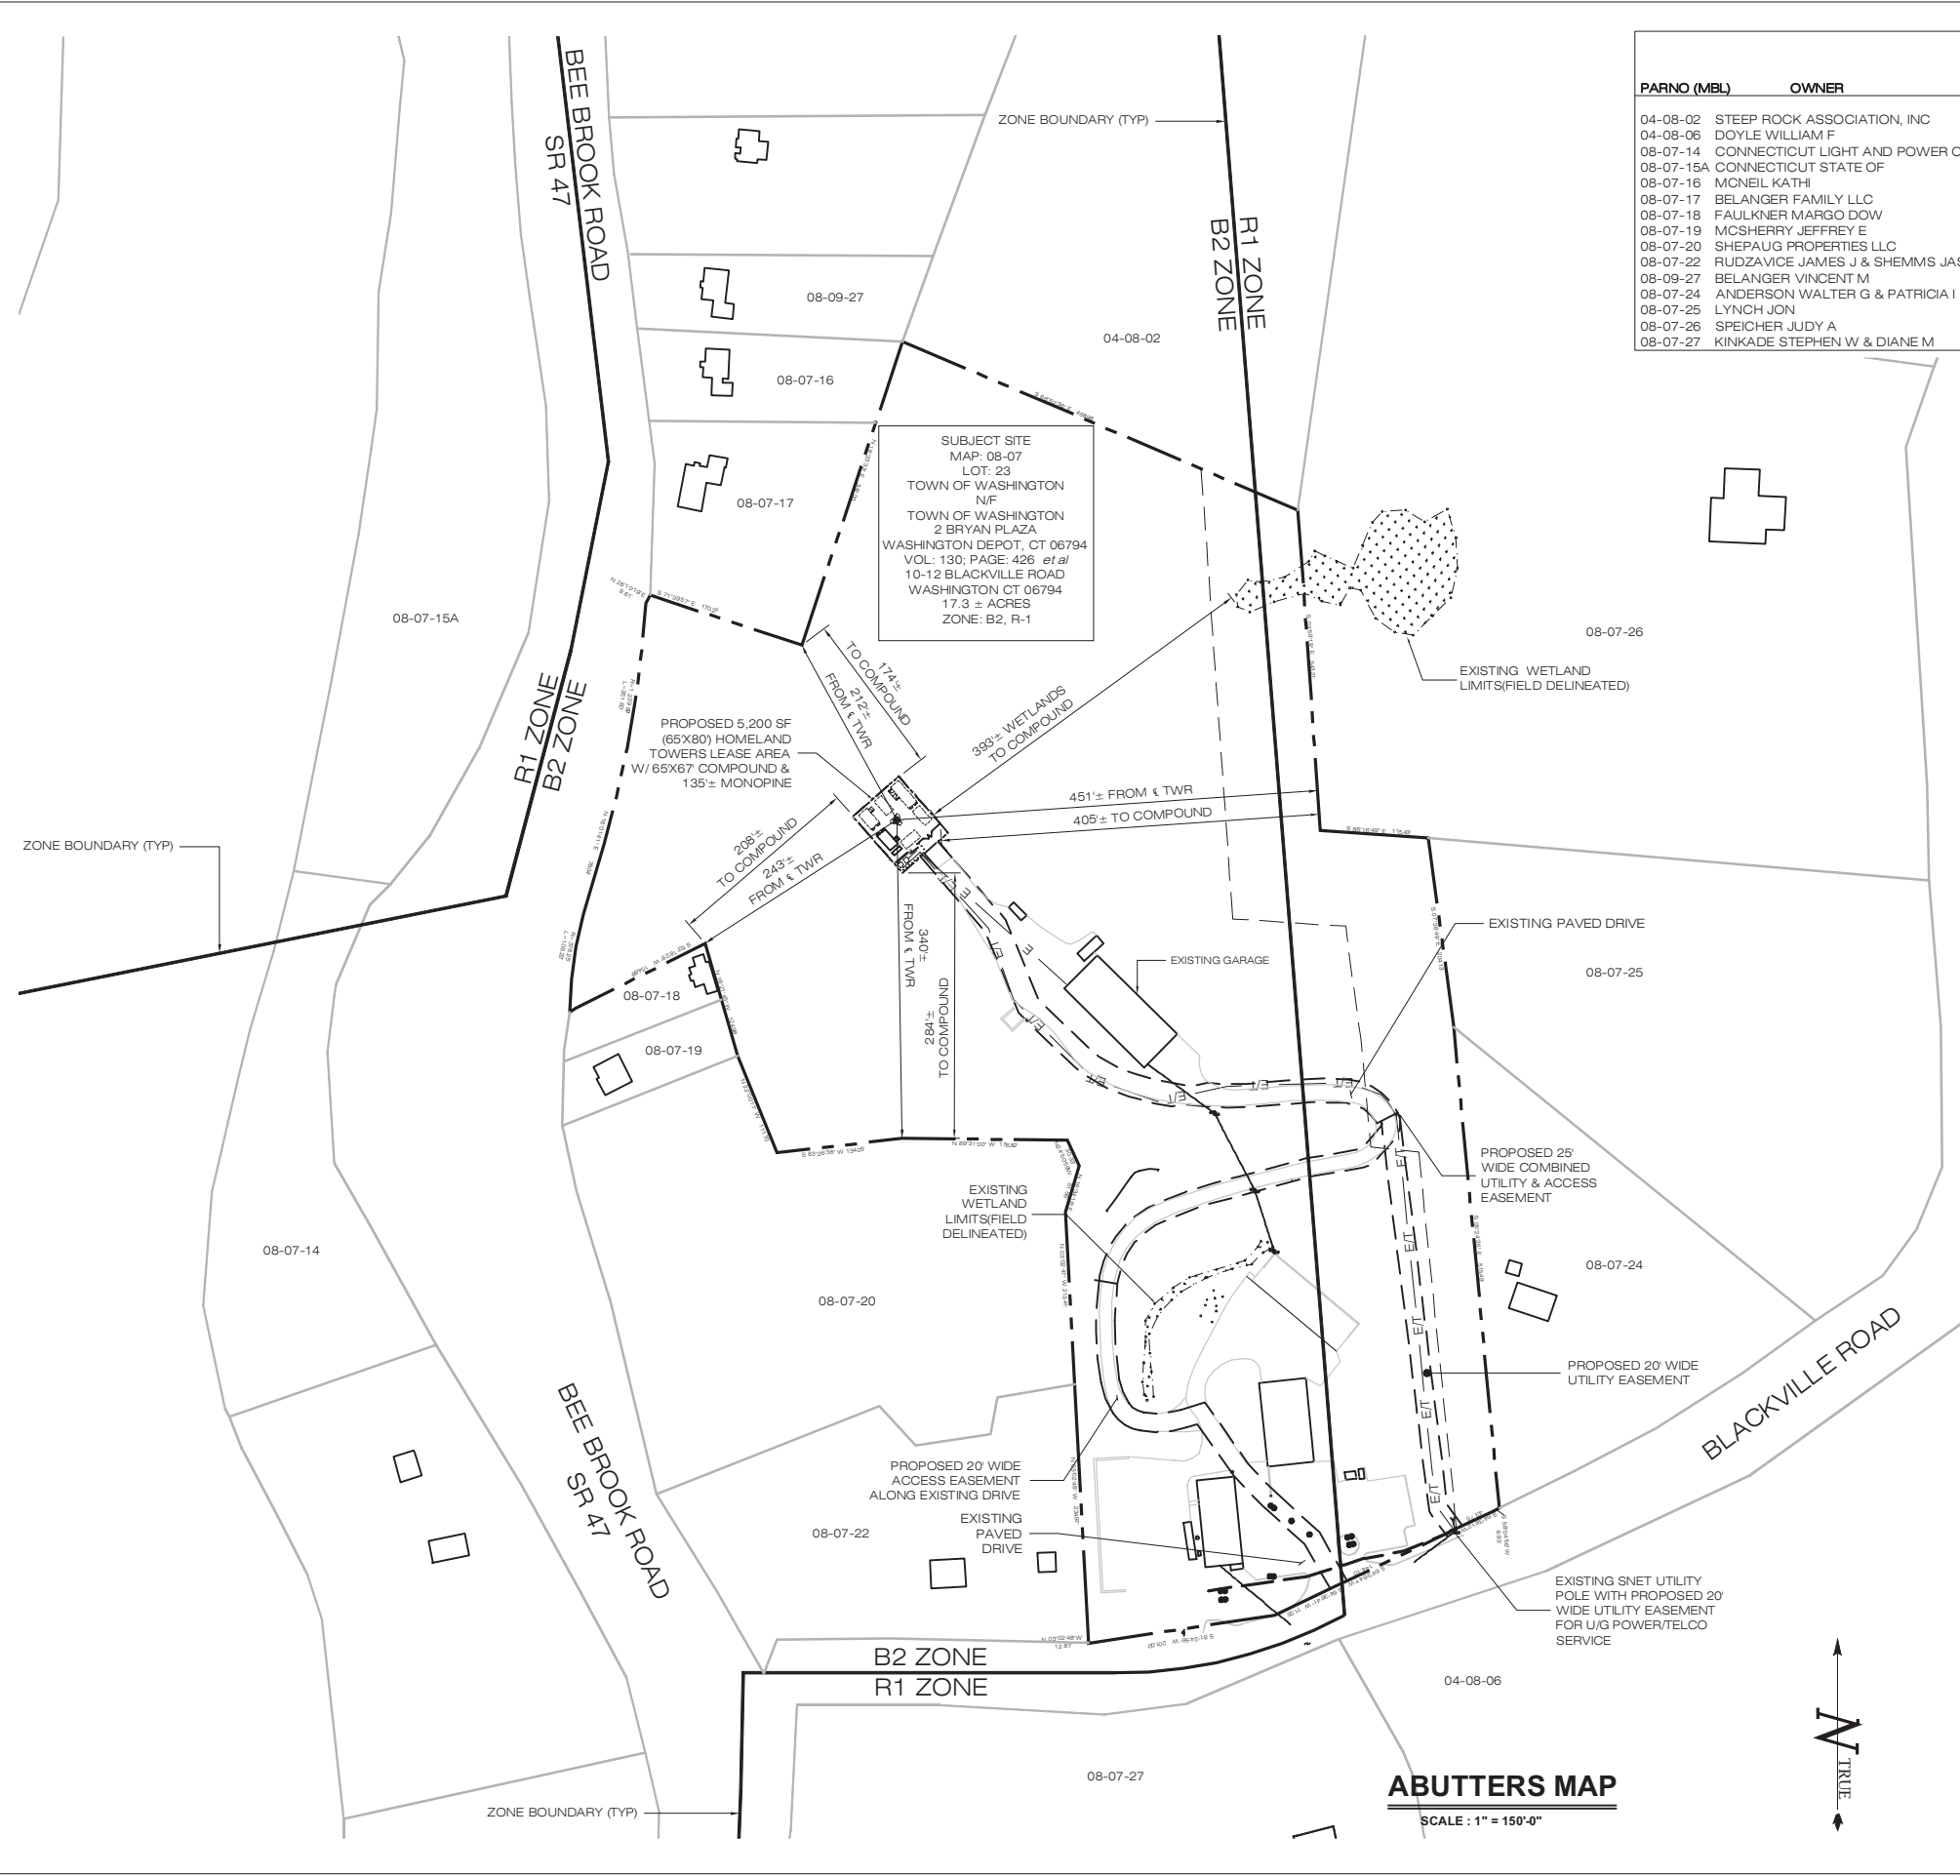 PARNO (MBL) OWNER
04-08-02 STEEP ROCK ASSOCIATION, INC
04-08-06 DOYLE WILLIAM F
08-07-14 CONNECTICUT LIGHT AND POWER
08-07-15A CONNECTICUT STATE OF
08-07-16 MCNEIL KATHI
08-07-17 BELANGER FAMILY LLC
08-07-18 FAULKNER MARGO DOW
08-07-19 MCSHERRY JEFFREY E
08-07-20 SHEPAUG PROPERTIES LLC
08-07-22 RUDZAVICE JAMES J & SHEMMS
08-09-27 BELANGER VINCENT M
08-07-24 ANDERSON WALTER G & PATRICIA I
08-07-25 LYNCH JON
08-07-26 SPEICHER JUDY A
08-07-27 KINKADE STEPHEN W & DIANE M
BEE BROOK ROAD
SR 47
ZONE BOUNDARY (TYP)
R1 ZONE
B2 ZONE
08-09-27
04-08-02
08-07-16
08-07-17
SUBJECT SITE
MAP: 08-07
LOT: 23
TOWN OF WASHINGTON
N/F
TOWN OF WASHINGTON
2 BRYAN PLAZA
WASHINGTON DEPOT, CT 06794
VOL: 130; PAGE: 426 et al
10-12 BLACKVILLE ROAD
WASHINGTON CT 06794
17.3 ± ACRES
ZONE: B2, R-1
08-07-15A
08-07-26
EXISTING WETLAND
LIMITS(FIELD DELINEATED)
174'±
TO COMPOUND
212'±
FROM ℄ TWR
393'± WETLANDS
TO COMPOUND
PROPOSED 5,200 SF
(65'X80') HOMELAND
TOWERS LEASE AREA
W/ 65'X67' COMPOUND &
135'± MONOPINE
R1 ZONE
B2 ZONE
451'± FROM ℄ TWR
405'± TO COMPOUND
ZONE BOUNDARY (TYP)
208'±
TO COMPOUND
243'±
FROM ℄ TWR
340'±
FROM ℄ TWR
284'±
TO COMPOUND
E/T
E
E/T
E
EXISTING PAVED DRIVE
EXISTING GARAGE
08-07-25
08-07-18
08-07-19
E/T
E/T
E/T
E/T
E/T
PROPOSED 25'
WIDE COMBINED
UTILITY & ACCESS
EASEMENT
E/T
EXISTING
WETLAND
LIMITS(FIELD
DELINEATED)
08-07-14
E/T
08-07-24
08-07-20
E/T
PROPOSED 20' WIDE
UTILITY EASEMENT
E/T
BLACKVILLE ROAD
BEE BROOK ROAD
SR 47
PROPOSED 20' WIDE
ACCESS EASEMENT
ALONG EXISTING DRIVE
E/T
EXISTING
PAVED
DRIVE
08-07-22
EXISTING SNET UTILITY
POLE WITH PROPOSED 20'
WIDE UTILITY EASEMENT
FOR U/G POWER/TELCO
SERVICE
B2 ZONE
R1 ZONE
04-08-06
08-07-27
ZONE BOUNDARY (TYP)
ABUTTERS MAP
SCALE : 1" = 150'-0"
N
TRUE